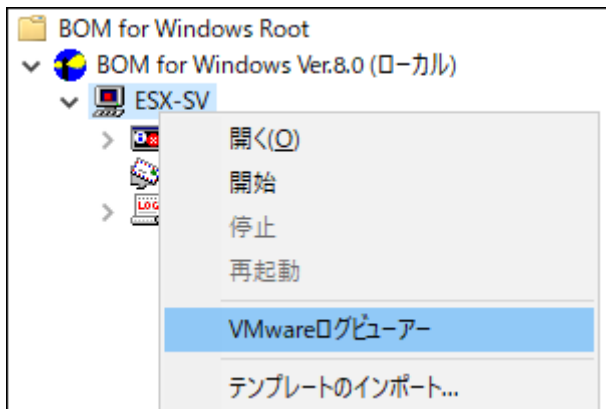 BOM for Windows Root
BOM for Windows Ver.8.0 (ローカル)
ESX-SV
開く(O)
開始
停止
再起動
LOG
VMwareログビューアー
テンプレートのインポート...